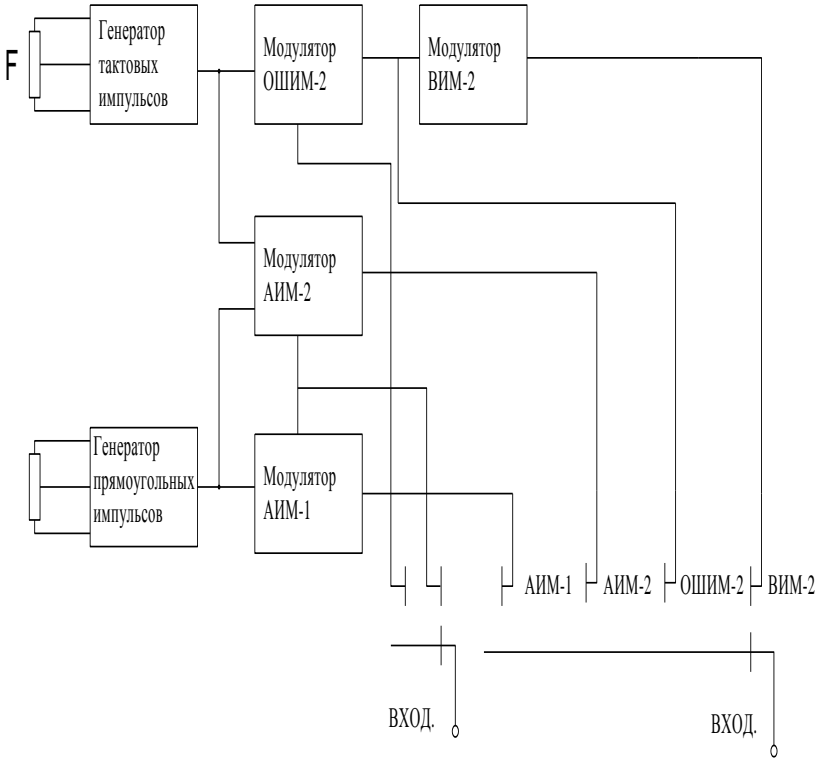 F
Генератор
тактовых
импульсов
Модулятор
ОШИМ-2
Модулятор
ВИМ-2
Модулятор
АИМ-2
Генератор
прямоугольных
импульсов
Модулятор
АИМ-1
АИМ-1
АИМ-2
ОШИМ-2
ВИМ-2
ВХОД.
ВХОД.